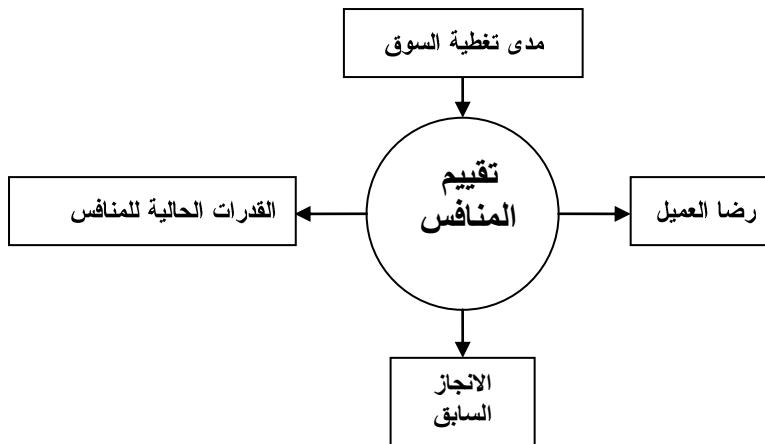 مدى تغطية السوق
تقييم
المنافس
رضا العميل
القدرات الحالية للمنافس
الانجاز
السابق